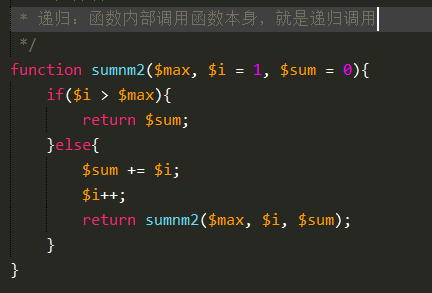 * 递归：函数内部调用函数本身，就是递归调用
*/
function sumnm2($max, $i = 1, $sum = 0){
if($i > $max){
return $sum;
}else{
$sum += $i;
$i++;
return sumnm2($max, $i, $sum);
}
}